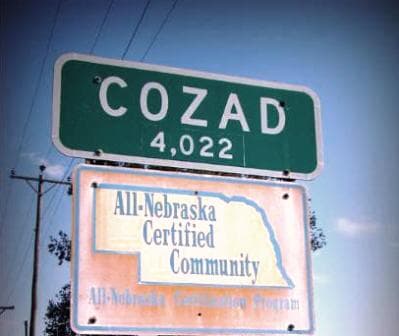 COZAD
4,022
All-Nebraska
Certified
Community
All-Nebraska Certification Program